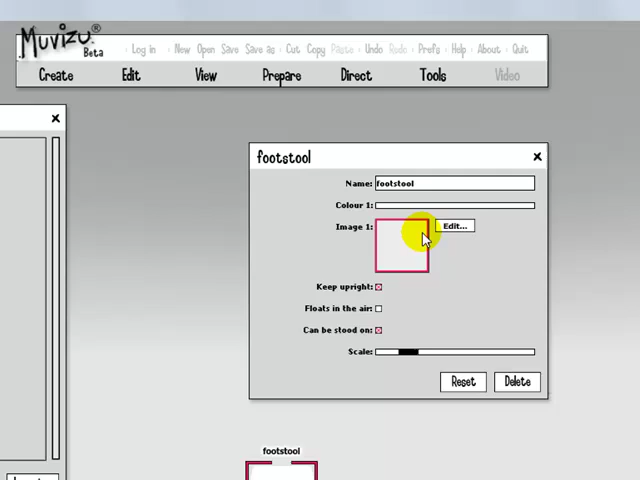 Muvizu®
Beta
Log in New Open Save Save as Cut Copy Paste Undo Redo Prefs Help About Quit
Create Edit View Prepare Direct Tools Video
footstool
Name: footstool
Colour 1:
Image 1: Edit...
Keep upright:
Floats in the air:
Can be stood on:
Scale:
Reset Delete
footstool